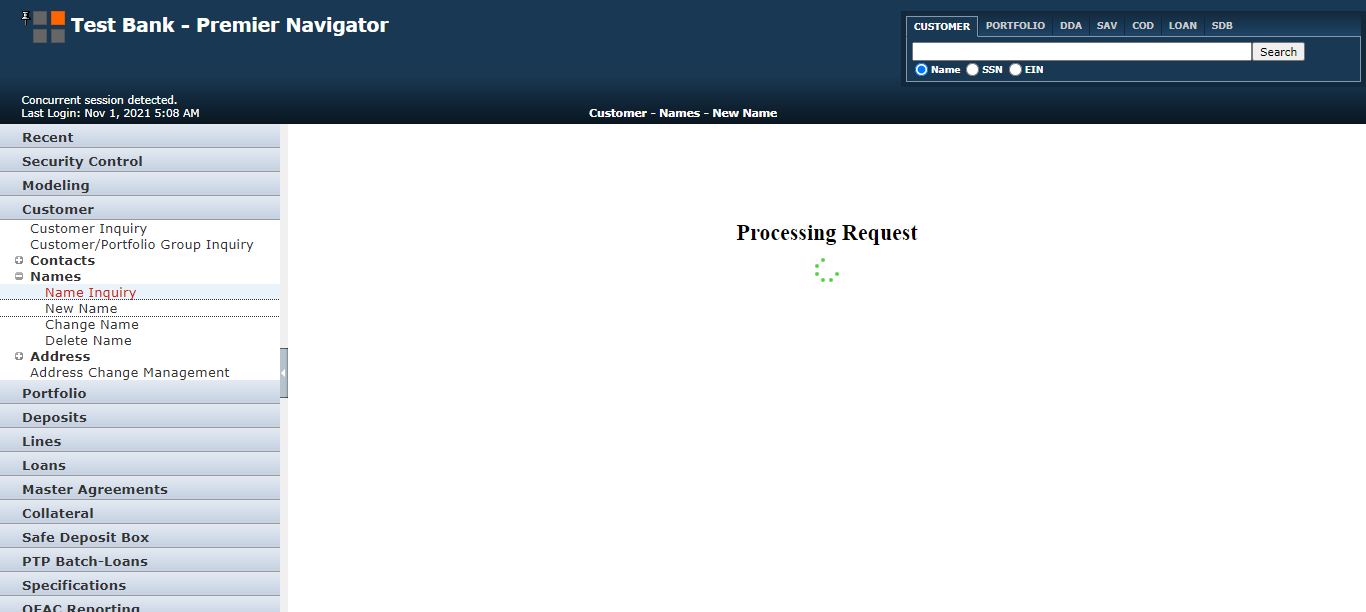 Test Bank - Premier Navigator
CUSTOMER PORTFOLIO DDA SAV COD LOAN SDB
Search
Name SSN EIN
Concurrent session detected.
Last Login: Nov 1, 2021 5:08 AM
Customer - Names - New Name
Recent
Security Control
Modeling
Customer
Customer Inquiry
Customer/Portfolio Group Inquiry
Contacts
Names
Name Inquiry
New Name
Change Name
Delete Name
Address
Address Change Management
Portfolio
Deposits
Lines
Loans
Master Agreements
Collateral
Safe Deposit Box
PTP Batch-Loans
Specifications
OFAC Reporting
Processing Request